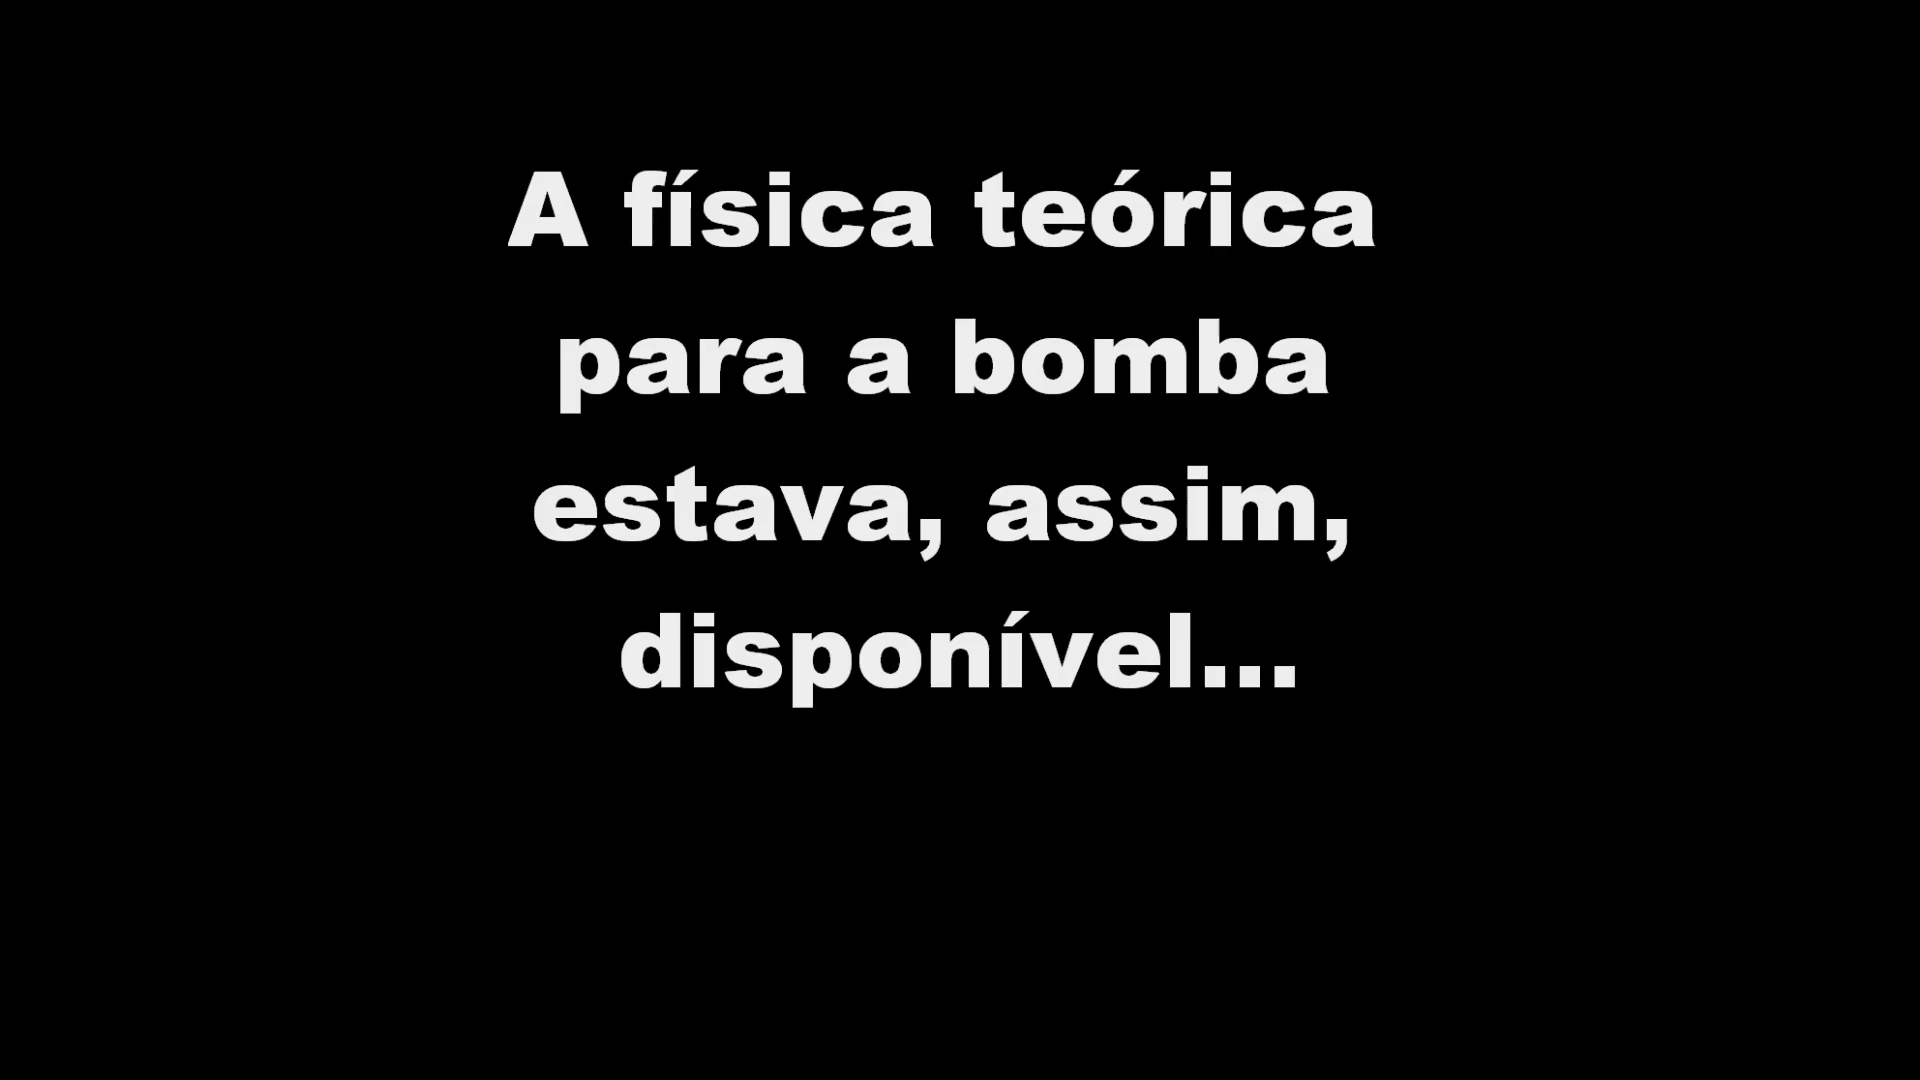 A física teórica
para a bomba
estava, assim,
disponível...